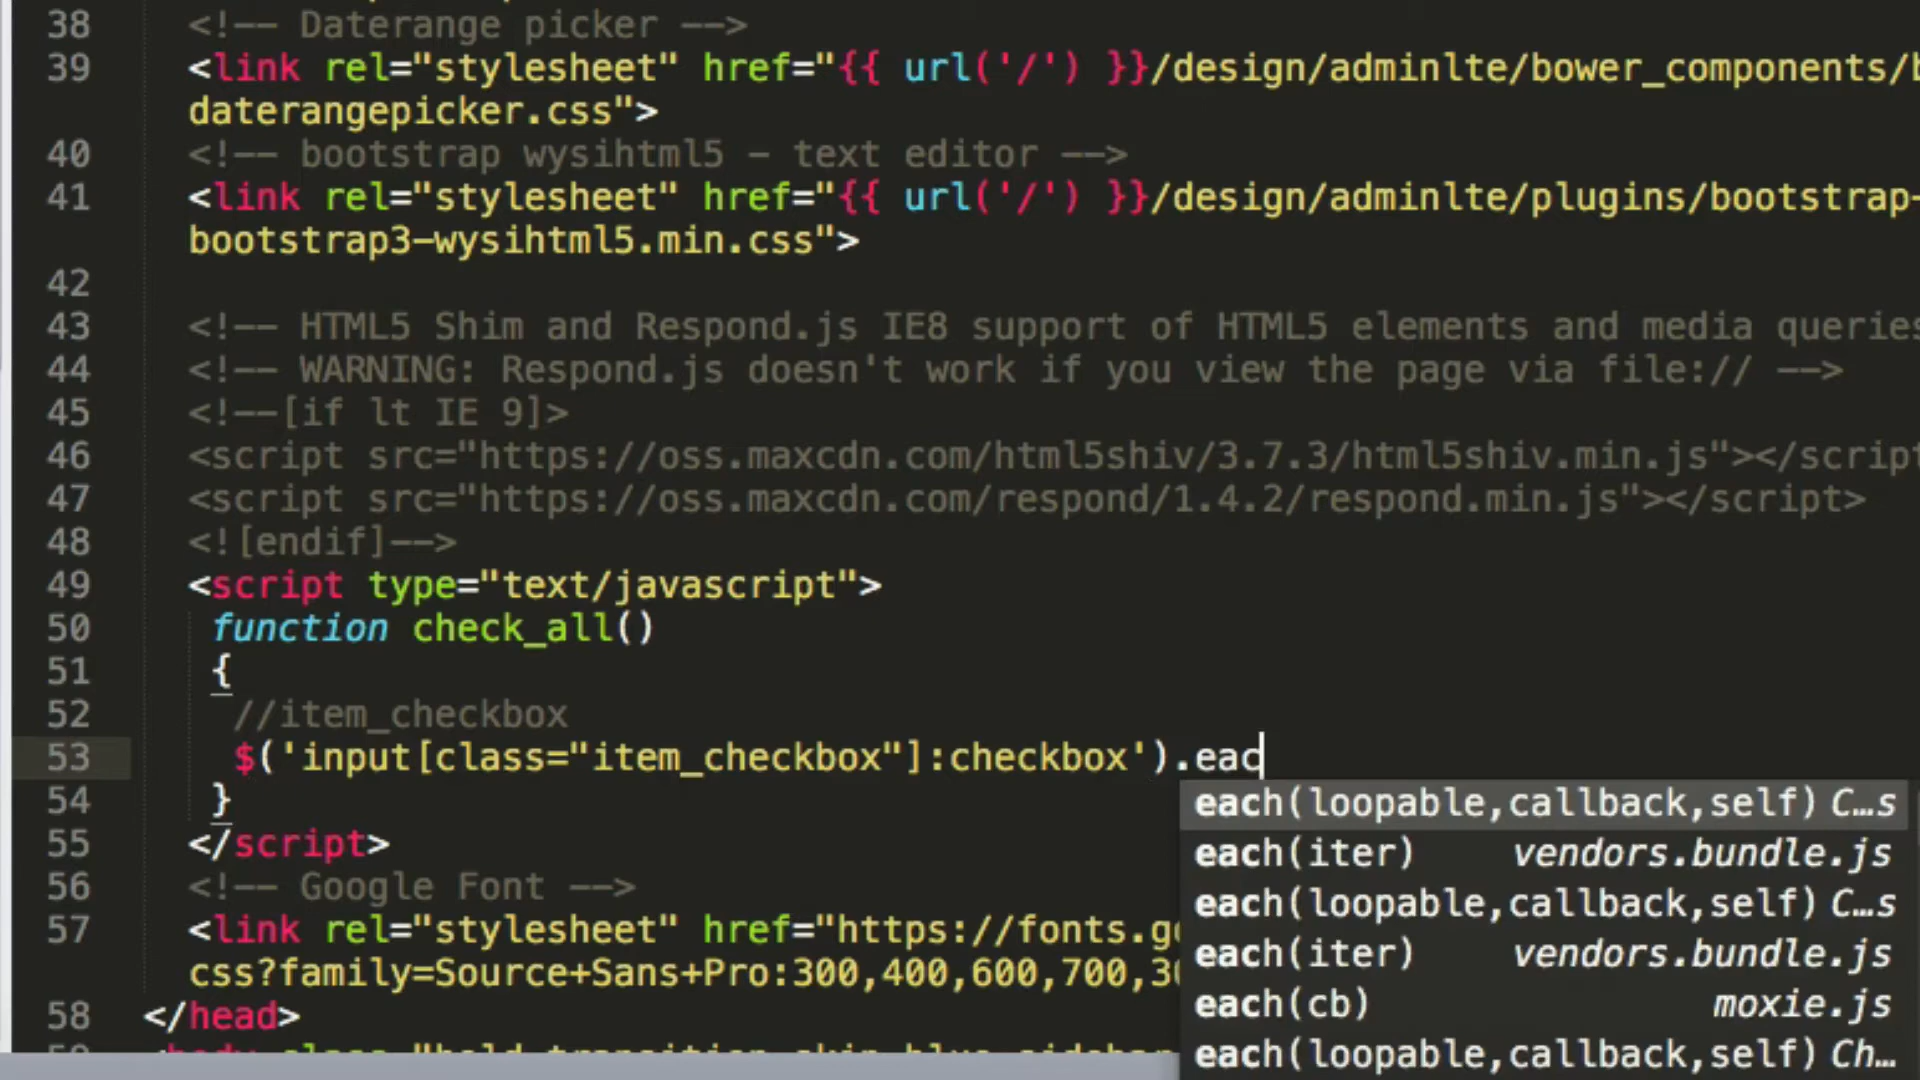 38 <!-- Daterange picker -->
39 <link rel="stylesheet" href="{{ url('/') }}/design/adminlte/bower_components/b
daterangepicker.css">
40 <!-- bootstrap wysihtml5 - text editor -->
41 <link rel="stylesheet" href="{{ url('/') }}/design/adminlte/plugins/bootstrap-
bootstrap3-wysihtml5.min.css">
42
43 <!-- HTML5 Shim and Respond.js IE8 support of HTML5 elements and media queries
44 <!-- WARNING: Respond.js doesn't work if you view the page via file:// -->
45 <!--[if lt IE 9]>
46 <script src="https://oss.maxcdn.com/html5shiv/3.7.3/html5shiv.min.js"></script
47 <script src="https://oss.maxcdn.com/respond/1.4.2/respond.min.js"></script>
48 <![endif]-->
49 <script type="text/javascript">
50 function check_all()
51 {
52 //item_checkbox
53 $('input[class="item_checkbox"]:checkbox').eac
54 }
55 </script>
56 <!-- Google Font -->
57 <link rel="stylesheet" href="https://fonts.go
css?family=Source+Sans+Pro:300,400,600,700,30
58 </head>
each(loopable,callback,self) C…s
each(iter) vendors.bundle.js
each(loopable,callback,self) C…s
each(iter) vendors.bundle.js
each(cb) moxie.js
each(loopable,callback,self) Ch…